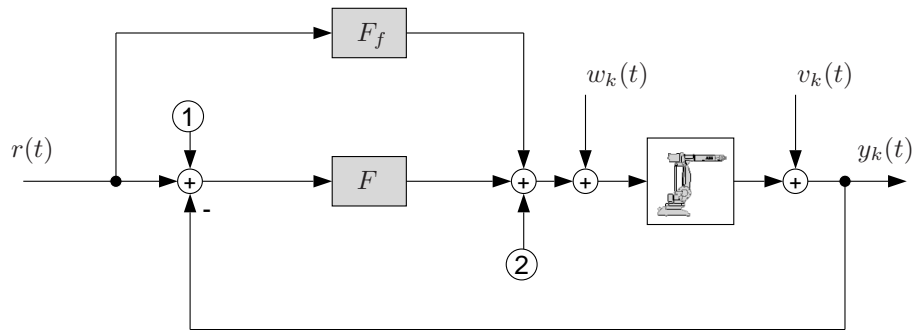 F_f
w_k(t)
v_k(t)
1
r(t)
y_k(t)
+
F
+
+
+
-
2